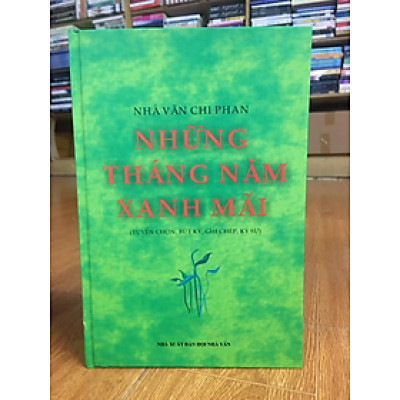 NHÀ VĂN CHI PHAN
NHỮNG
THÁNG NĂM
XANH MÃI
(TUYỂN CHỌN, BÚT KÝ, GHI CHÉP, KÝ SỰ)
NHÀ XUẤT BẢN HỘI NHÀ VĂN